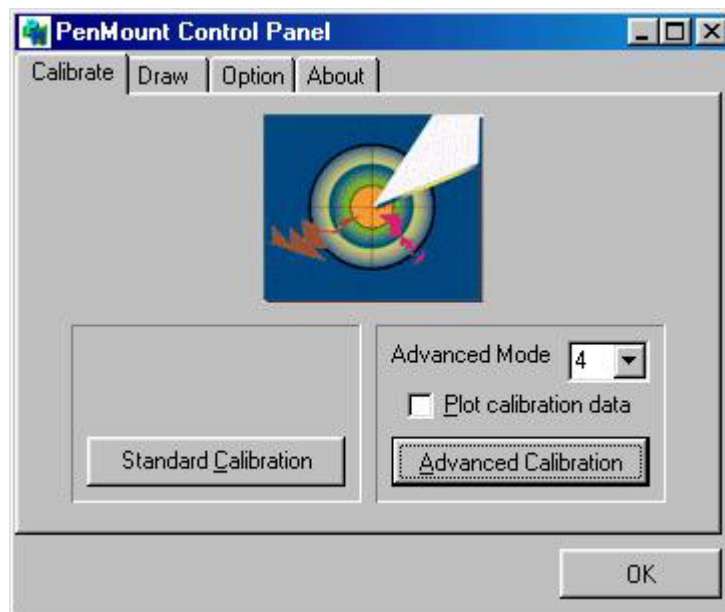 PenMount Control Panel
Calibrate Draw Option About
Advanced Mode 4
Plot calibration data
Standard Calibration Advanced Calibration
OK